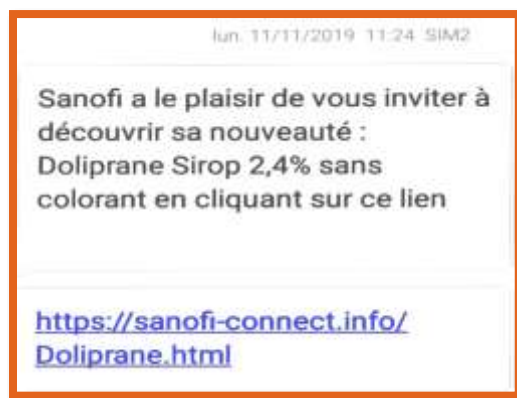 lun. 11/11/2019 11:24 SIM2
Sanofi a le plaisir de vous inviter à
découvrir sa nouveauté :
Doliprane Sirop 2,4% sans
colorant en cliquant sur ce lien
https://sanofi-connect.info/
Doliprane.html